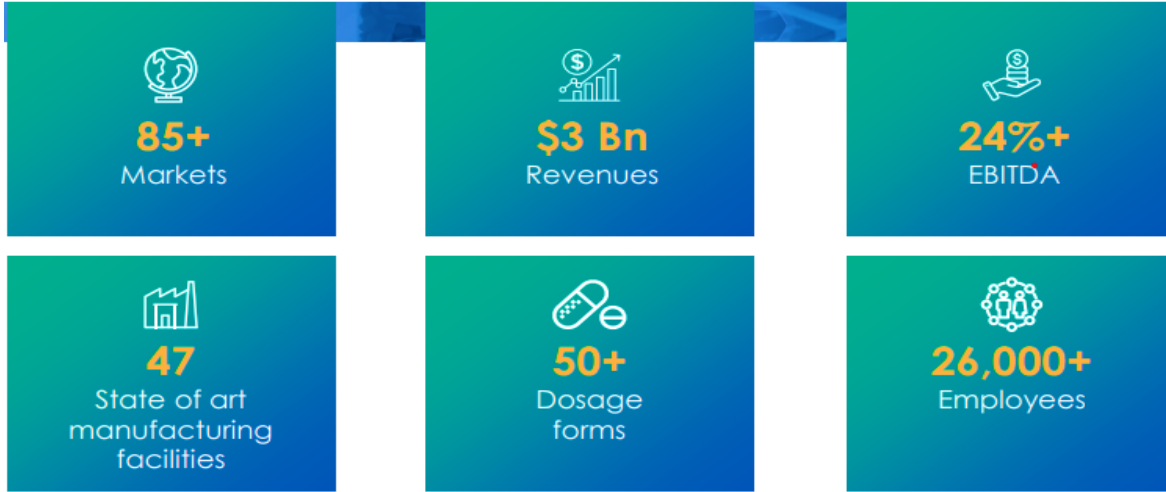 85+
Markets
$3 Bn
Revenues
24%+
EBITDA
47
State of art
manufacturing
facilities
50+
Dosage
forms
26,000+
Employees